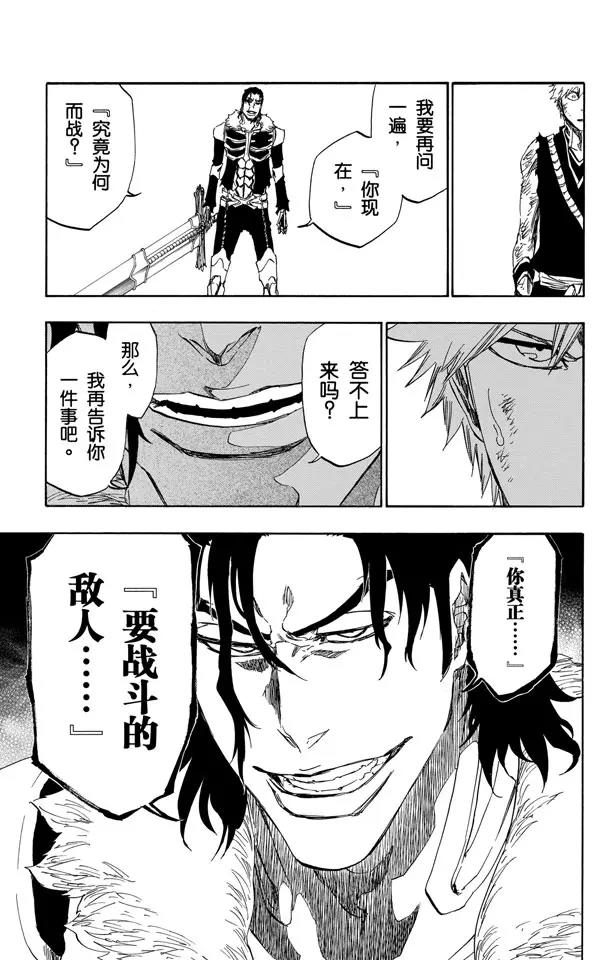 我要再问
一遍，
『你现
在，』
『究竟为何
而战？』
答不上
来吗？
那么，
我再告诉你
一件事吧。
『你真正……』
『要战斗的
敌人……』